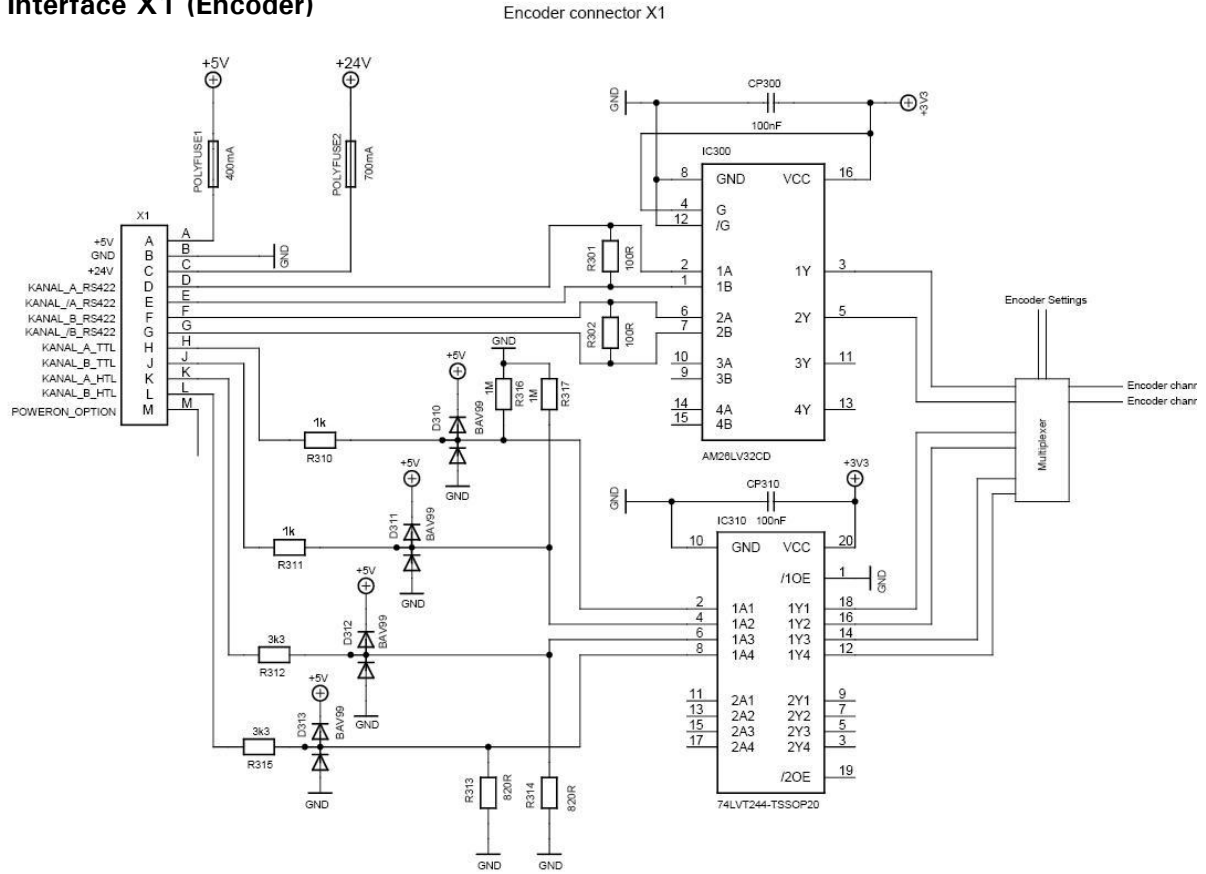 Interface X1 (Encoder)
Encoder connector X1
+5V
+24V
POLYFUSE1
400mA
POLYFUSE2
700mA
X1
+5V A A
GND B B
+24V C C
KANAL_A_RS422 D D
KANAL_/A_RS422 E E
KANAL_B_RS422 F F
KANAL_/B_RS422 G G
KANAL_A_TTL H H
KANAL_B_TTL J J
KANAL_A_HTL K K
KANAL_B_HTL L L
POWERON_OPTION M M
GND
GND
CP300
100nF
+3V3
IC300
8 GND VCC 16
4 G
12 /G
2 1A 1Y 3
1 1B
6 2A 2Y 5
7 2B
10 3A 3Y 11
9 3B
14 4A 4Y 13
15 4B
AM26LV32CD
R301
100R
R302
100R
GND
1M
R316
1M
R317
+5V
D310
BAV99
GND
1k
R310
+5V
D311
BAV99
GND
1k
R311
+5V
D312
BAV99
GND
3k3
R312
+5V
D313
BAV99
GND
3k3
R315
R313
820R
GND
R314
820R
GND
Encoder Settings
Multiplexer
Encoder chanr
Encoder chanr
+3V3
GND
CP310
IC310 100nF
10 GND VCC 20
/1OE 1
GND
2 1A1 1Y1 18
4 1A2 1Y2 16
6 1A3 1Y3 14
8 1A4 1Y4 12
11 2A1 2Y1 9
13 2A2 2Y2 7
15 2A3 2Y3 5
17 2A4 2Y4 3
/2OE 19
74LVT244-TSSOP20